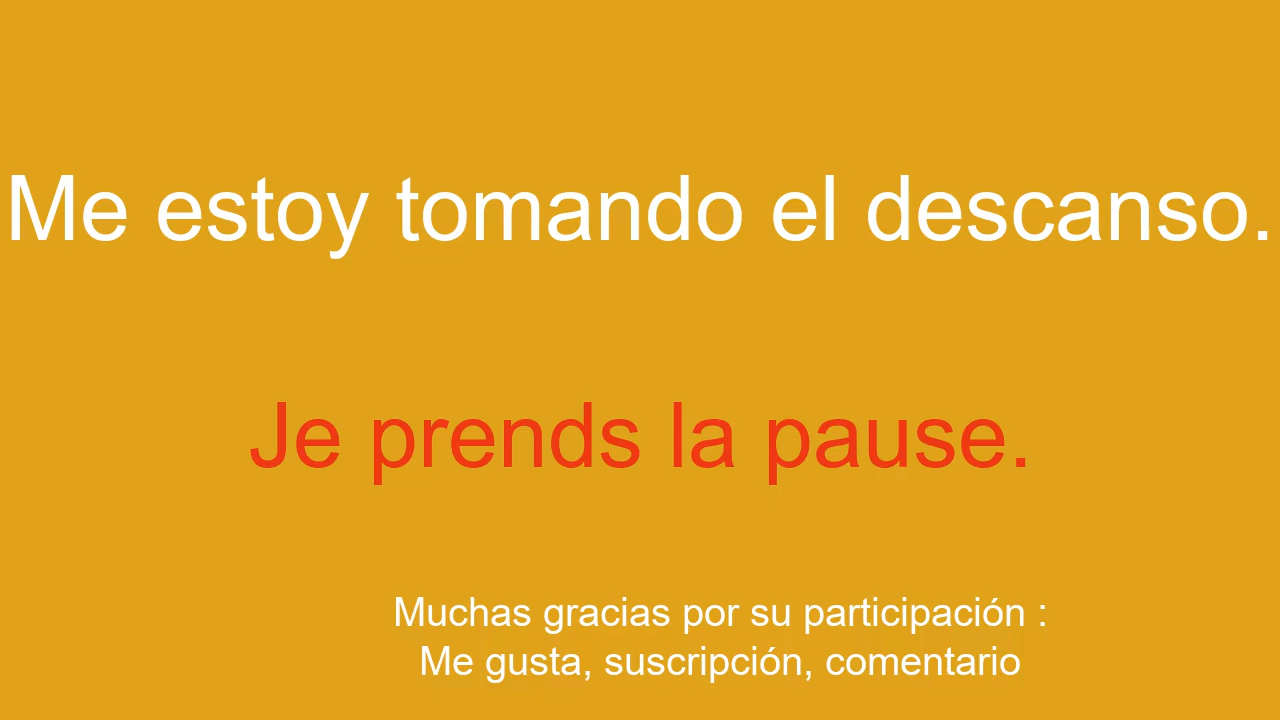 Me estoy tomando el descanso.
Je prends la pause.
Muchas gracias por su participación :
Me gusta, suscripción, comentario